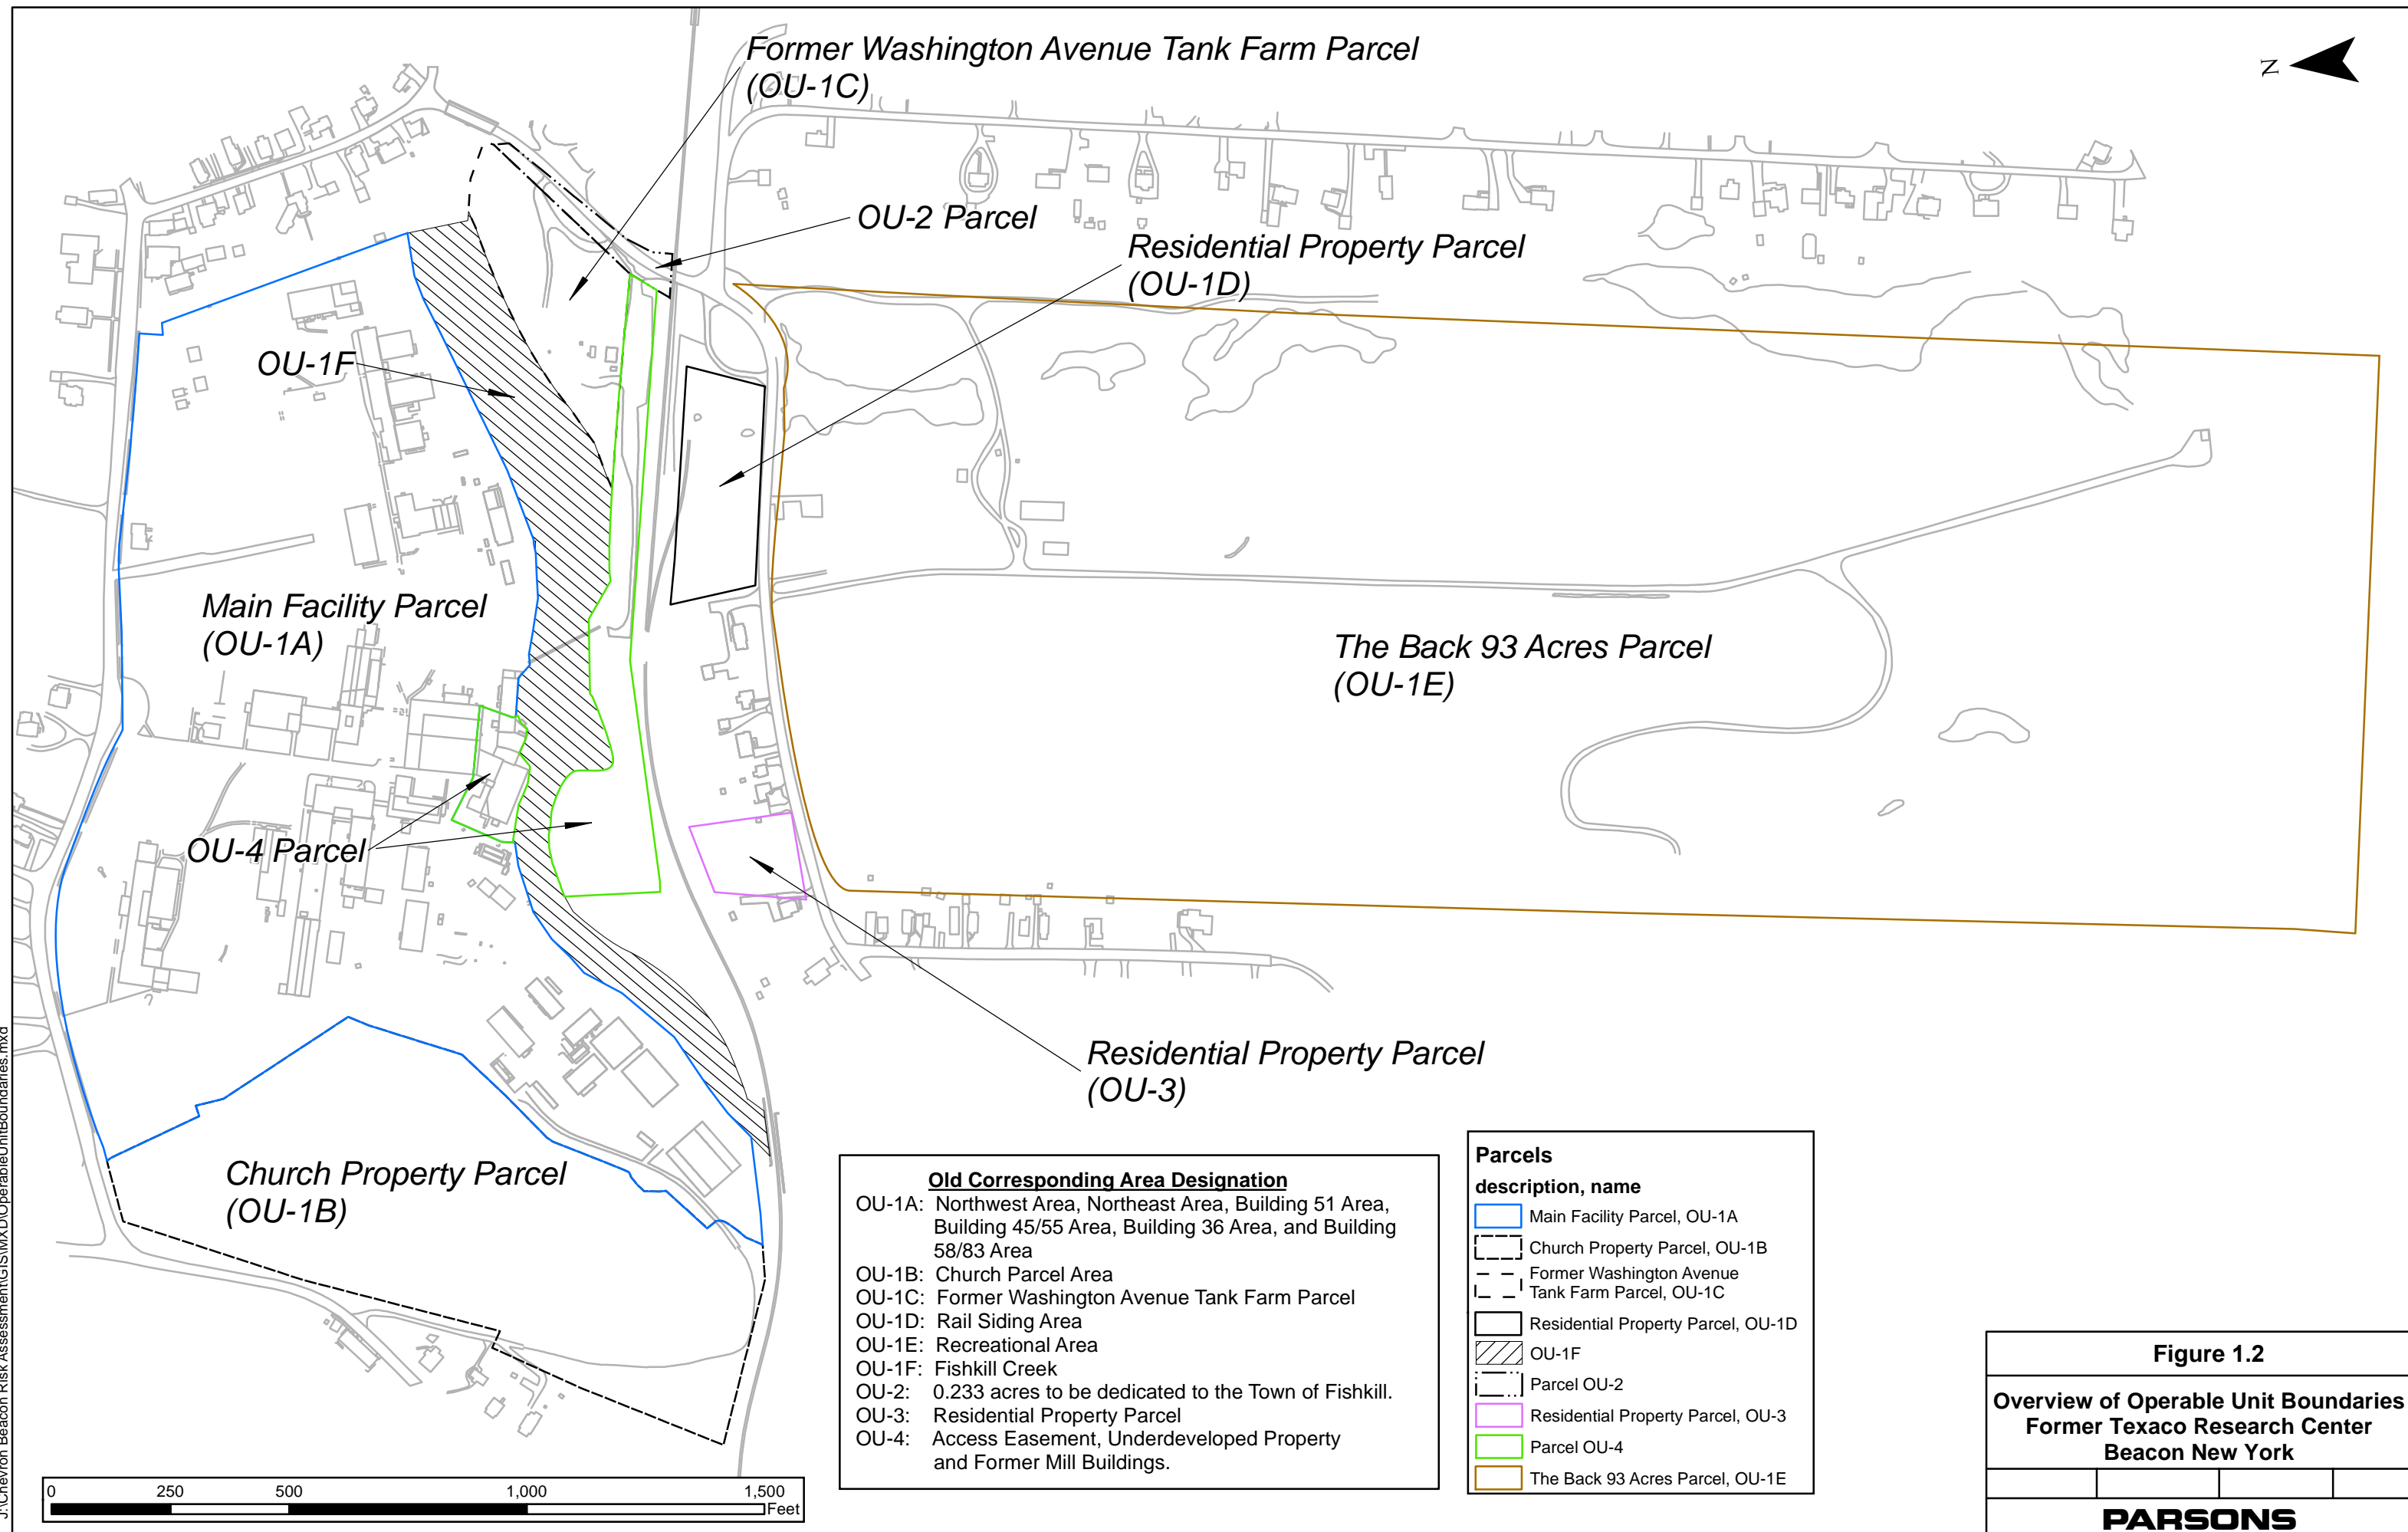 Former Washington Avenue Tank Farm Parcel
(OU-1C)
N
OU-2 Parcel
Residential Property Parcel
(OU-1D)
OU-1F
Main Facility Parcel
(OU-1A)
The Back 93 Acres Parcel
(OU-1E)
OU-4 Parcel
Residential Property Parcel
(OU-3)
Church Property Parcel
(OU-1B)
Old Corresponding Area Designation
OU-1A: Northwest Area, Northeast Area, Building 51 Area,
Building 45/55 Area, Building 36 Area, and Building
58/83 Area
OU-1B: Church Parcel Area
OU-1C: Former Washington Avenue Tank Farm Parcel
OU-1D: Rail Siding Area
OU-1E: Recreational Area
OU-1F: Fishkill Creek
OU-2: 0.233 acres to be dedicated to the Town of Fishkill.
OU-3: Residential Property Parcel
OU-4: Access Easement, Underdeveloped Property
and Former Mill Buildings.
Parcels
description, name
Main Facility Parcel, OU-1A
Church Property Parcel, OU-1B
Former Washington Avenue
Tank Farm Parcel, OU-1C
Residential Property Parcel, OU-1D
OU-1F
Parcel OU-2
Residential Property Parcel, OU-3
Parcel OU-4
The Back 93 Acres Parcel, OU-1E
Figure 1.2
Overview of Operable Unit Boundaries
Former Texaco Research Center
Beacon New York
PARSONS
0 250 500 1,000 1,500
Feet
J:\Chevron Beacon Risk Assessment\GIS\MXD\OperableUnitBoundaries.mxd